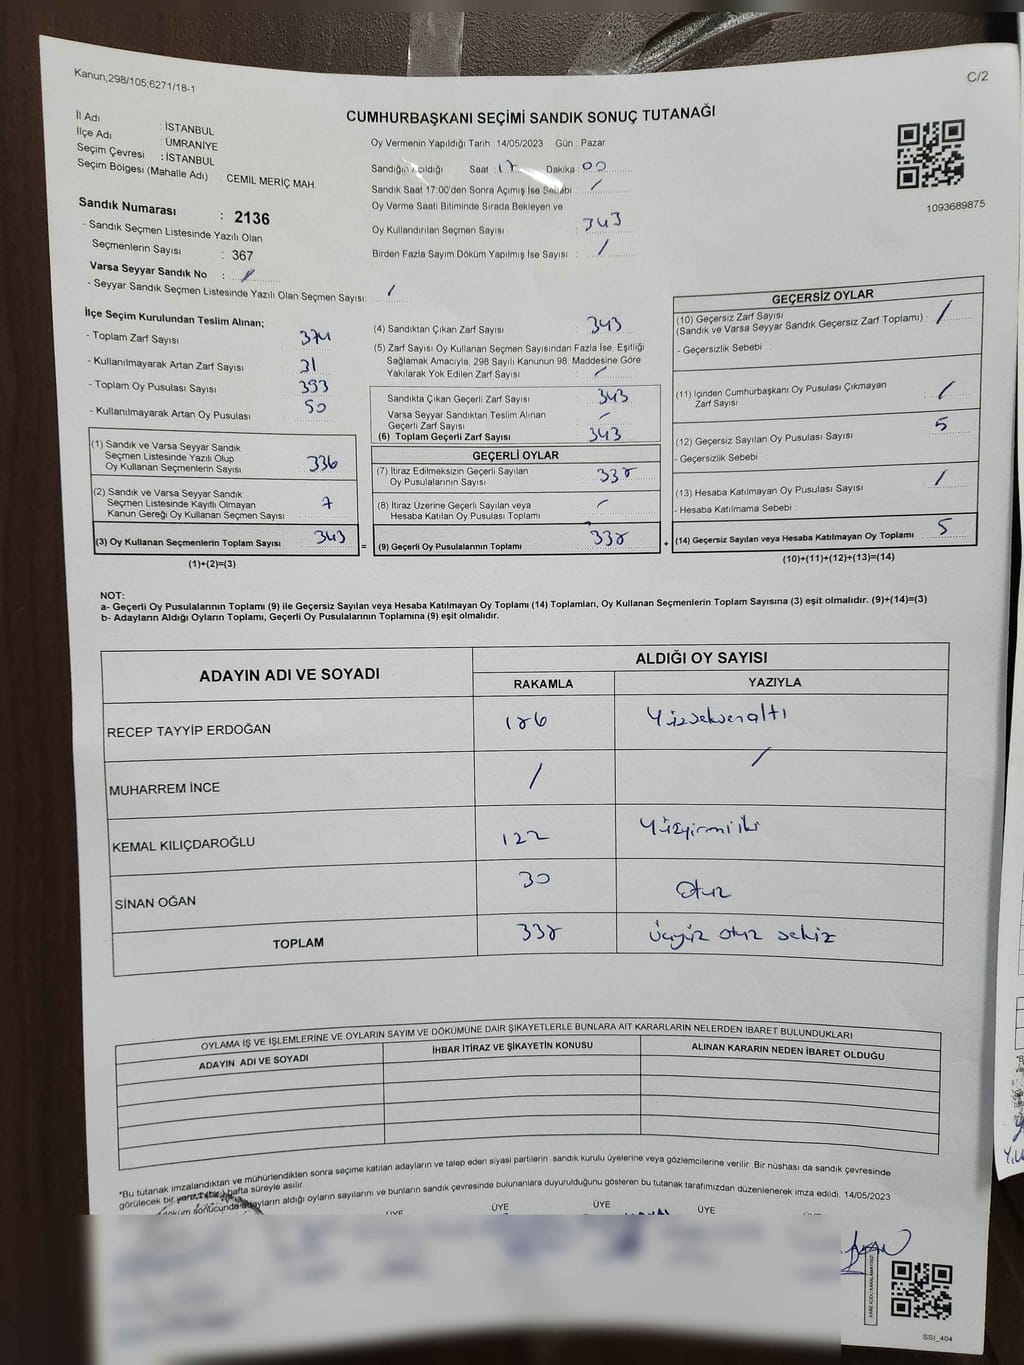 Kanun;298/105;6271/18-1
C/2
CUMHURBAŞKANI SEÇİMİ SANDIK SONUÇ TUTANAĞI
İl Adı : İSTANBUL
İlçe Adı : ÜMRANİYE
Seçim Çevresi : İSTANBUL
Seçim Bölgesi (Mahalle Adı) : CEMİL MERİÇ MAH.
Oy Vermenin Yapıldığı Tarih :14/05/2023 Gün : Pazar
Sandığın Açıldığı Saat : 17 Dakika : 00
Sandık Saat 17:00'den Sonra Açımış İse Sebebi : /
Oy Verme Saati Bitiminde Sırada Bekleyen ve
Oy Kullandırılan Seçmen Sayısı : 343
Birden Fazla Sayım Döküm Yapılmış İse Sayısı : /
1093689875
Sandık Numarası : 2136
- Sandık Seçmen Listesinde Yazılı Olan
Seçmenlerin Sayısı : 367
Varsa Seyyar Sandık No : /
- Seyyar Sandık Seçmen Listesinde Yazılı Olan Seçmen Sayısı: /
İlçe Seçim Kurulundan Teslim Alınan;
- Toplam Zarf Sayısı 374
- Kullanılmayarak Artan Zarf Sayısı 31
- Toplam Oy Pusulası Sayısı 393
- Kullanılmayarak Artan Oy Pusulası 50
(1) Sandık ve Varsa Seyyar Sandık
Seçmen Listesinde Yazılı Olup
Oy Kullanan Seçmenlerin Sayısı 336
(2) Sandık ve Varsa Seyyar Sandık
Seçmen Listesinde Kayıtlı Olmayan
Kanun Gereği Oy Kullanan Seçmen Sayısı : 7
(3) Oy Kullanan Seçmenlerin Toplam Sayısı 343
(1)+(2)=(3)
=
(4) Sandıktan Çıkan Zarf Sayısı : 343
(5) Zarf Sayısı Oy Kullanan Seçmen Sayısından Fazla İse, Eşitliği
Sağlamak Amacıyla, 298 Sayılı Kanunun 98. Maddesine Göre
Yakılarak Yok Edilen Zarf Sayısı : /
Sandıkta Çıkan Geçerli Zarf Sayısı : 343
Varsa Seyyar Sandıktan Teslim Alınan
Geçerli Zarf Sayısı : /
(6) Toplam Geçerli Zarf Sayısı 343
GEÇERLİ OYLAR
(7) İtiraz Edilmeksizin Geçerli Sayılan
Oy Pusulalarının Sayısı : 338
(8) İtiraz Üzerine Geçerli Sayılan veya
Hesaba Katılan Oy Pusulası Toplamı : /
(9) Geçerli Oy Pusulalarının Toplamı 338
+
GEÇERSİZ OYLAR
(10) Geçersiz Zarf Sayısı
(Sandık ve Varsa Seyyar Sandık Geçersiz Zarf Toplamı) : /
- Geçersizlik Sebebi :
(11) İçinden Cumhurbaşkanı Oy Pusulası Çıkmayan
Zarf Sayısı : /
(12) Geçersiz Sayılan Oy Pusulası Sayısı : 5
- Geçersizlik Sebebi :
(13) Hesaba Katılmayan Oy Pusulası Sayısı : /
- Hesaba Katılmama Sebebi :
(14) Geçersiz Sayılan veya Hesaba Katılmayan Oy Toplamı 5
(10)+(11)+(12)+(13)=(14)
NOT:
a- Geçerli Oy Pusulalarının Toplamı (9) ile Geçersiz Sayılan veya Hesaba Katılmayan Oy Toplamı (14) Toplamları, Oy Kullanan Seçmenlerin Toplam Sayısına (3) eşit olmalıdır. (9)+(14)=(3)
b- Adayların Aldığı Oyların Toplamı, Geçerli Oy Pusulalarının Toplamına (9) eşit olmalıdır.
ADAYIN ADI VE SOYADI ALDIĞI OY SAYISI
RAKAMLA YAZIYLA
RECEP TAYYİP ERDOĞAN 186 Yüzseksenaltı
MUHARREM İNCE / /
KEMAL KILIÇDAROĞLU 122 Yüzyirmiiki
SİNAN OĞAN 30 Otuz
TOPLAM 338 üçyüz otuz sekiz
OYLAMA İŞ VE İŞLEMLERİNE VE OYLARIN SAYIM VE DÖKÜMÜNE DAİR ŞİKAYETLERLE BUNLARA AİT KARARLARIN NELERDEN İBARET BULUNDUKLARI
ADAYIN ADI VE SOYADI İHBAR İTİRAZ VE ŞİKAYETİN KONUSU ALINAN KARARIN NEDEN İBARET OLDUĞU
*Bu tutanak imzalandıktan ve mühürlendikten sonra seçime katılan adayların ve talep eden siyasi partilerin sandık kurulu üyelerine veya gözlemcilerine verilir. Bir nüshası da sandık çevresinde
görülecek bir yere, 1 (bir) hafta süreyle asılır.
döküm sonucunda adayların aldığı oyların sayılarını ve bunların sandık çevresinde bulunanlara duyurulduğunu gösteren bu tutanak tarafımızdan düzenlenerek imza edildi. 14/05/2023
ÜYE ÜYE ÜYE ÜYE
SSI_404